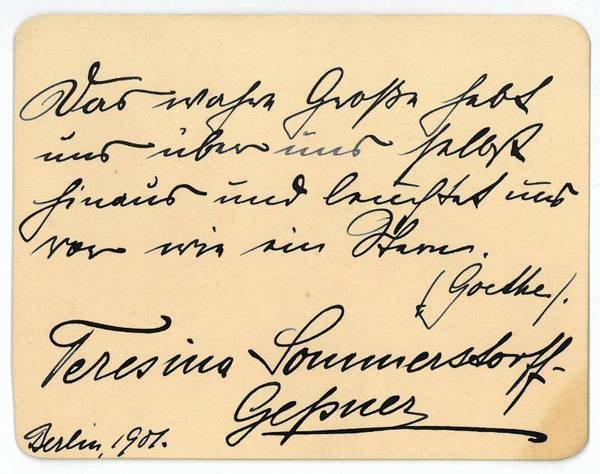 Das wahre Große hebt
uns über uns selbst
hinaus und leuchtet uns
vor wie ein Stern.
(Goethe).
Teresina Sommerstorff-
Geßner
Berlin, 1901.